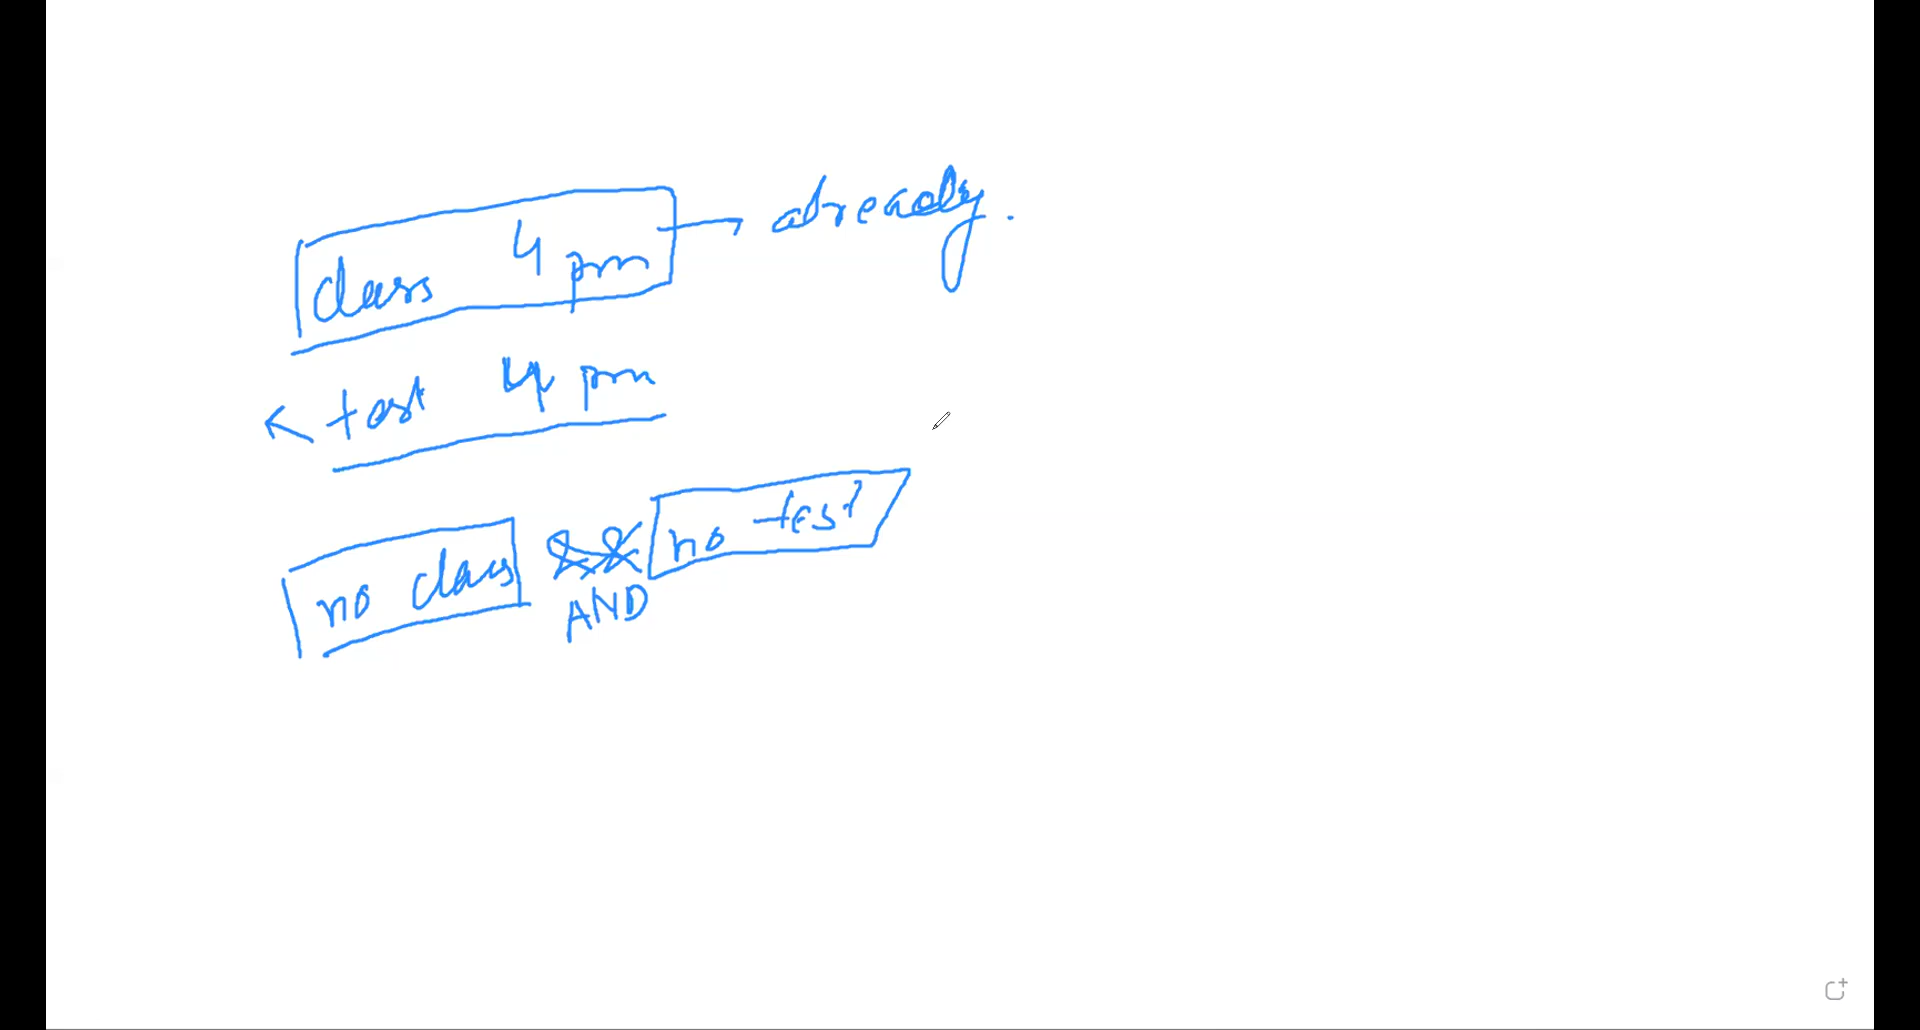 class 4 pm → already.
← test 4 pm
no class && no test
AND